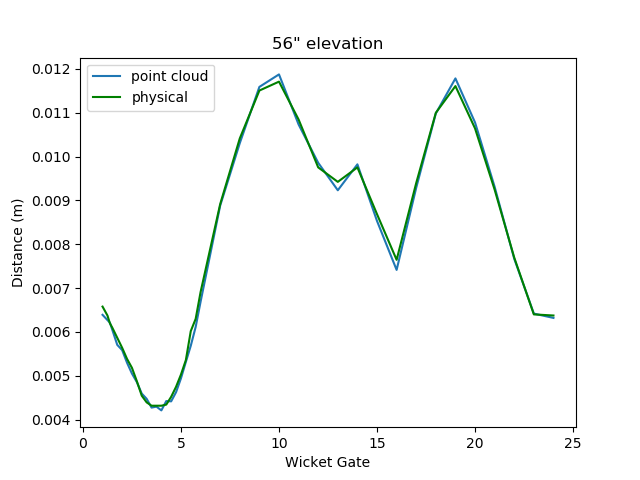 56" elevation
point cloud
physical
0.012
0.011
0.010
0.009
0.008
0.007
0.006
0.005
0.004
Distance (m)
0 5 10 15 20 25
Wicket Gate